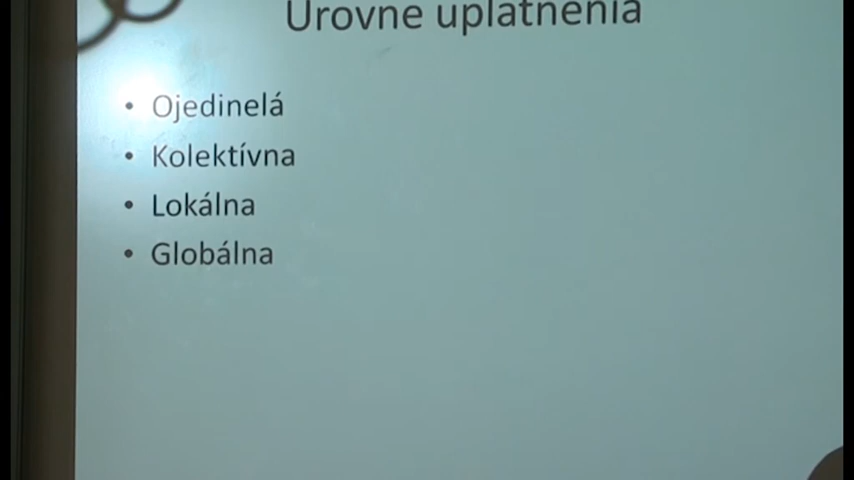 Úrovne uplatnenia
• Ojedinelá
• Kolektívna
• Lokálna
• Globálna